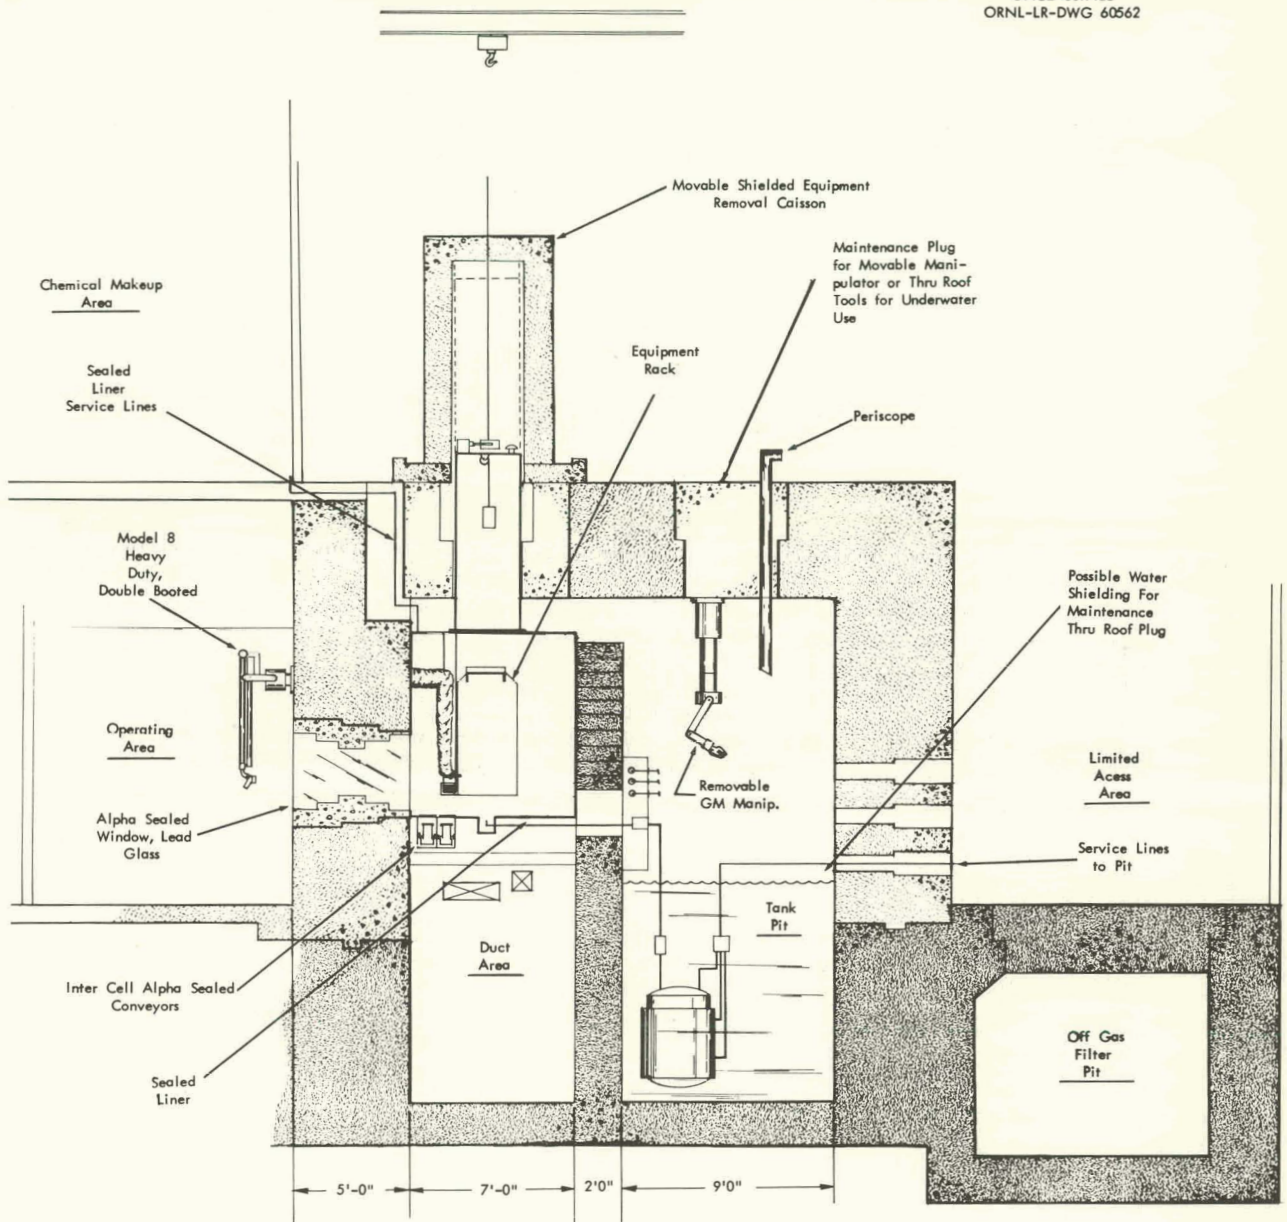 ORNL-LR-DWG 60562
Movable Shielded Equipment
Removal Caisson
Maintenance Plug
for Movable Mani-
pulator or Thru Roof
Tools for Underwater
Use
Chemical Makeup
Area
Equipment
Rack
Sealed
Liner
Service Lines
Periscope
Model 8
Heavy
Duty,
Double Booted
Possible Water
Shielding For
Maintenance
Thru Roof Plug
Operating
Area
Limited
Acess
Area
Removable
GM Manip.
Alpha Sealed
Window, Lead
Glass
Service Lines
to Pit
Tank
Pit
Duct
Area
Inter Cell Alpha Sealed
Conveyors
Off Gas
Filter
Pit
Sealed
Liner
5'-0"
7'-0"
2'0"
9'0"